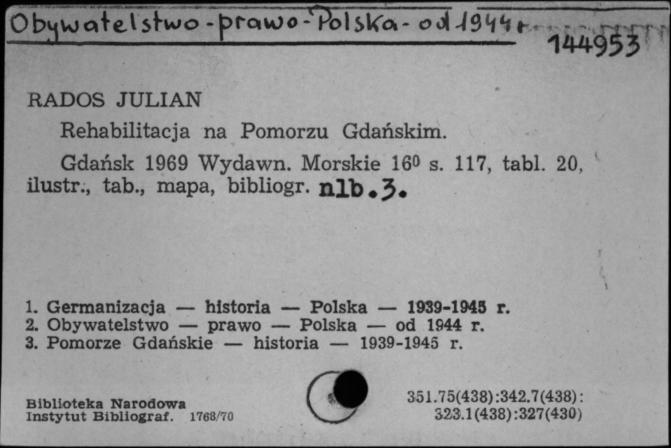 Obywatelstwo - prawo - Polska - od 1944 r
144953
RADOS JULIAN
Rehabilitacja na Pomorzu Gdańskim.
Gdańsk 1969 Wydawn. Morskie 16⁰ s. 117, tabl. 20,
ilustr., tab., mapa, bibliogr. nlb. 3.
1. Germanizacja — historia — Polska — 1939-1945 r.
2. Obywatelstwo — prawo — Polska — od 1944 r.
3. Pomorze Gdańskie — historia — 1939-1945 r.
Biblioteka Narodowa
Instytut Bibliograf. 1768/70
351.75(438):342.7(438):
323.1(438):327(430)